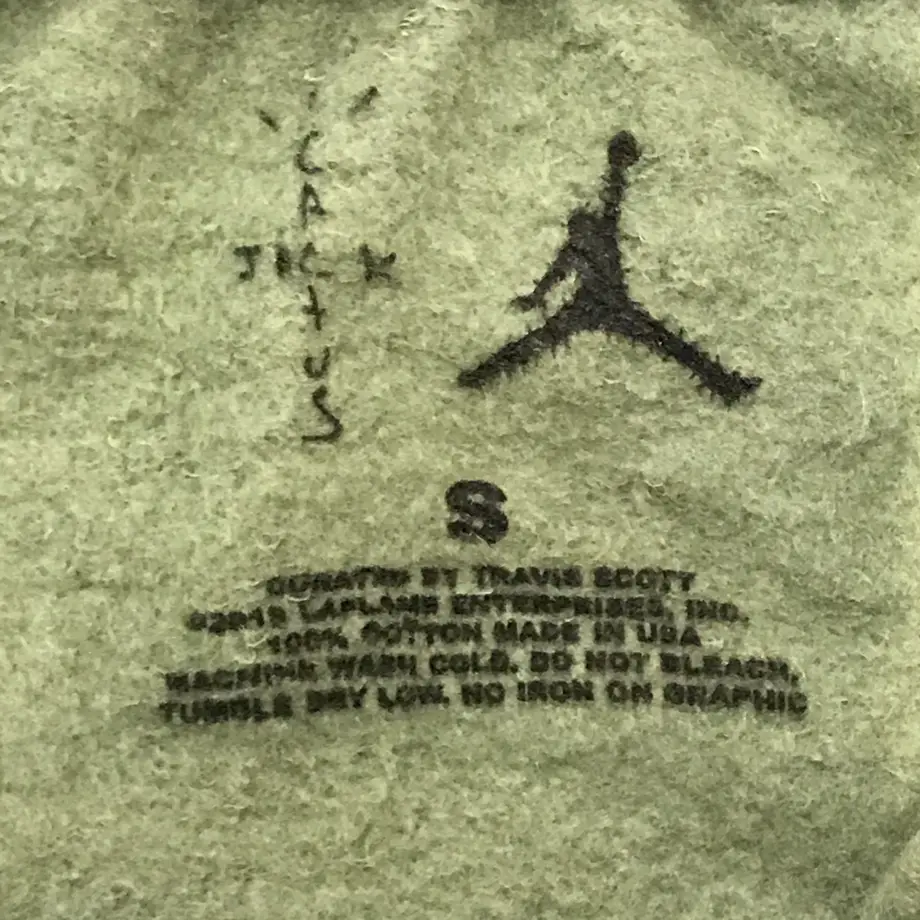 CACTUS
JACK
S
CURATED BY TRAVIS SCOTT
©2019 LAFLAME ENTERPRISES, INC.
100% COTTON MADE IN USA
MACHINE WASH COLD. DO NOT BLEACH,
TUMBLE DRY LOW. NO IRON ON GRAPHIC